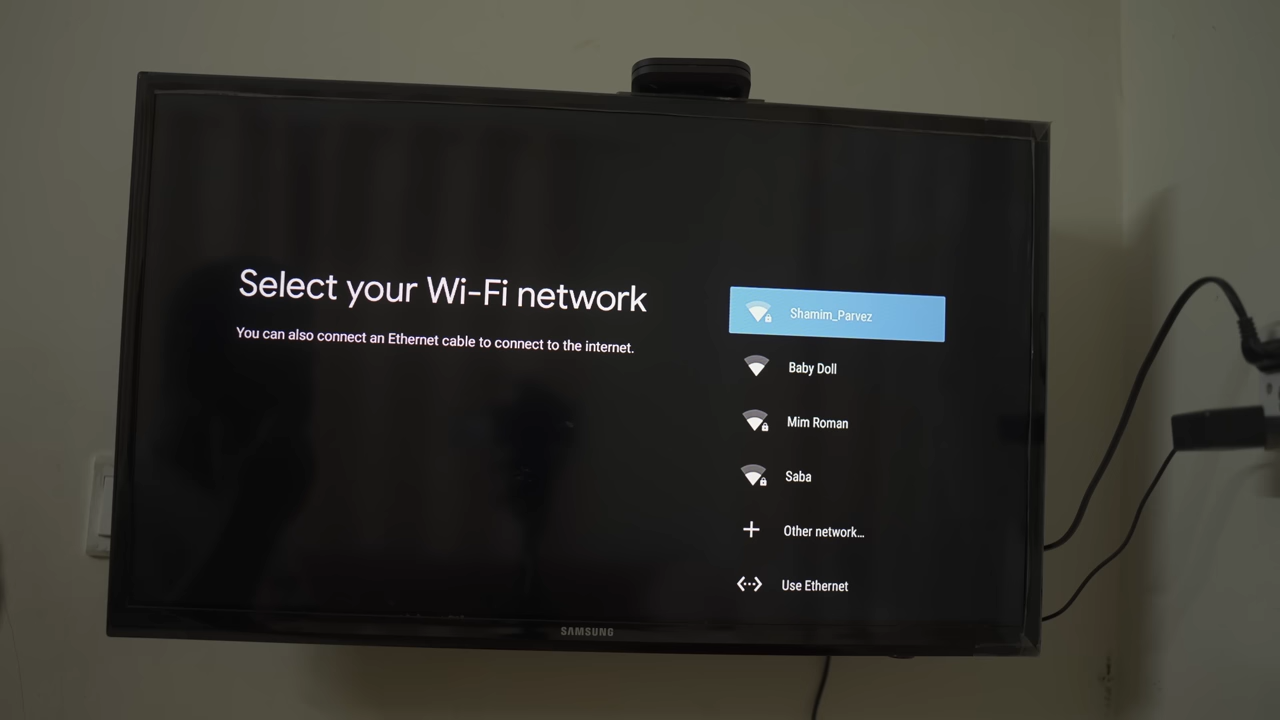 Select your Wi-Fi network
You can also connect an Ethernet cable to connect to the internet.
Shamim_Parvez
Baby Doll
Mim Roman
Saba
Other network...
Use Ethernet
SAMSUNG